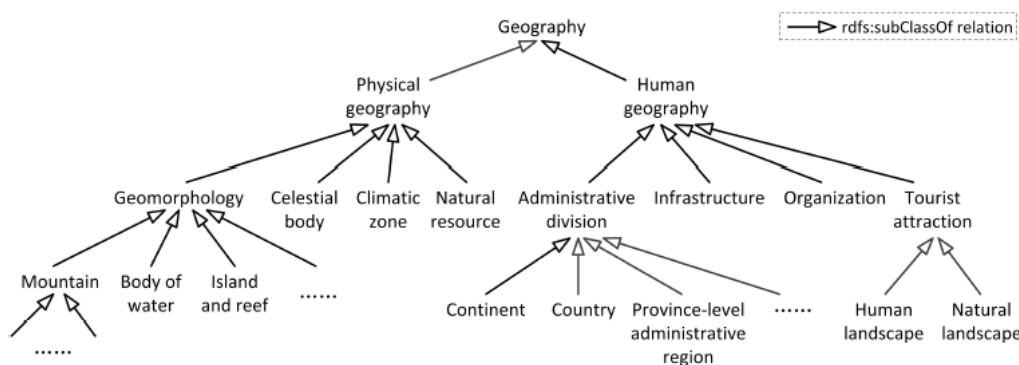 Geography
rdfs:subClassOf relation
Physical
geography
Human
geography
Geomorphology
Celestial
body
Climatic
zone
Natural
resource
Administrative
division
Infrastructure
Organization
Tourist
attraction
Mountain
Body of
water
Island
and reef
……
Continent
Country
Province-level
administrative
region
……
Human
landscape
Natural
landscape
……